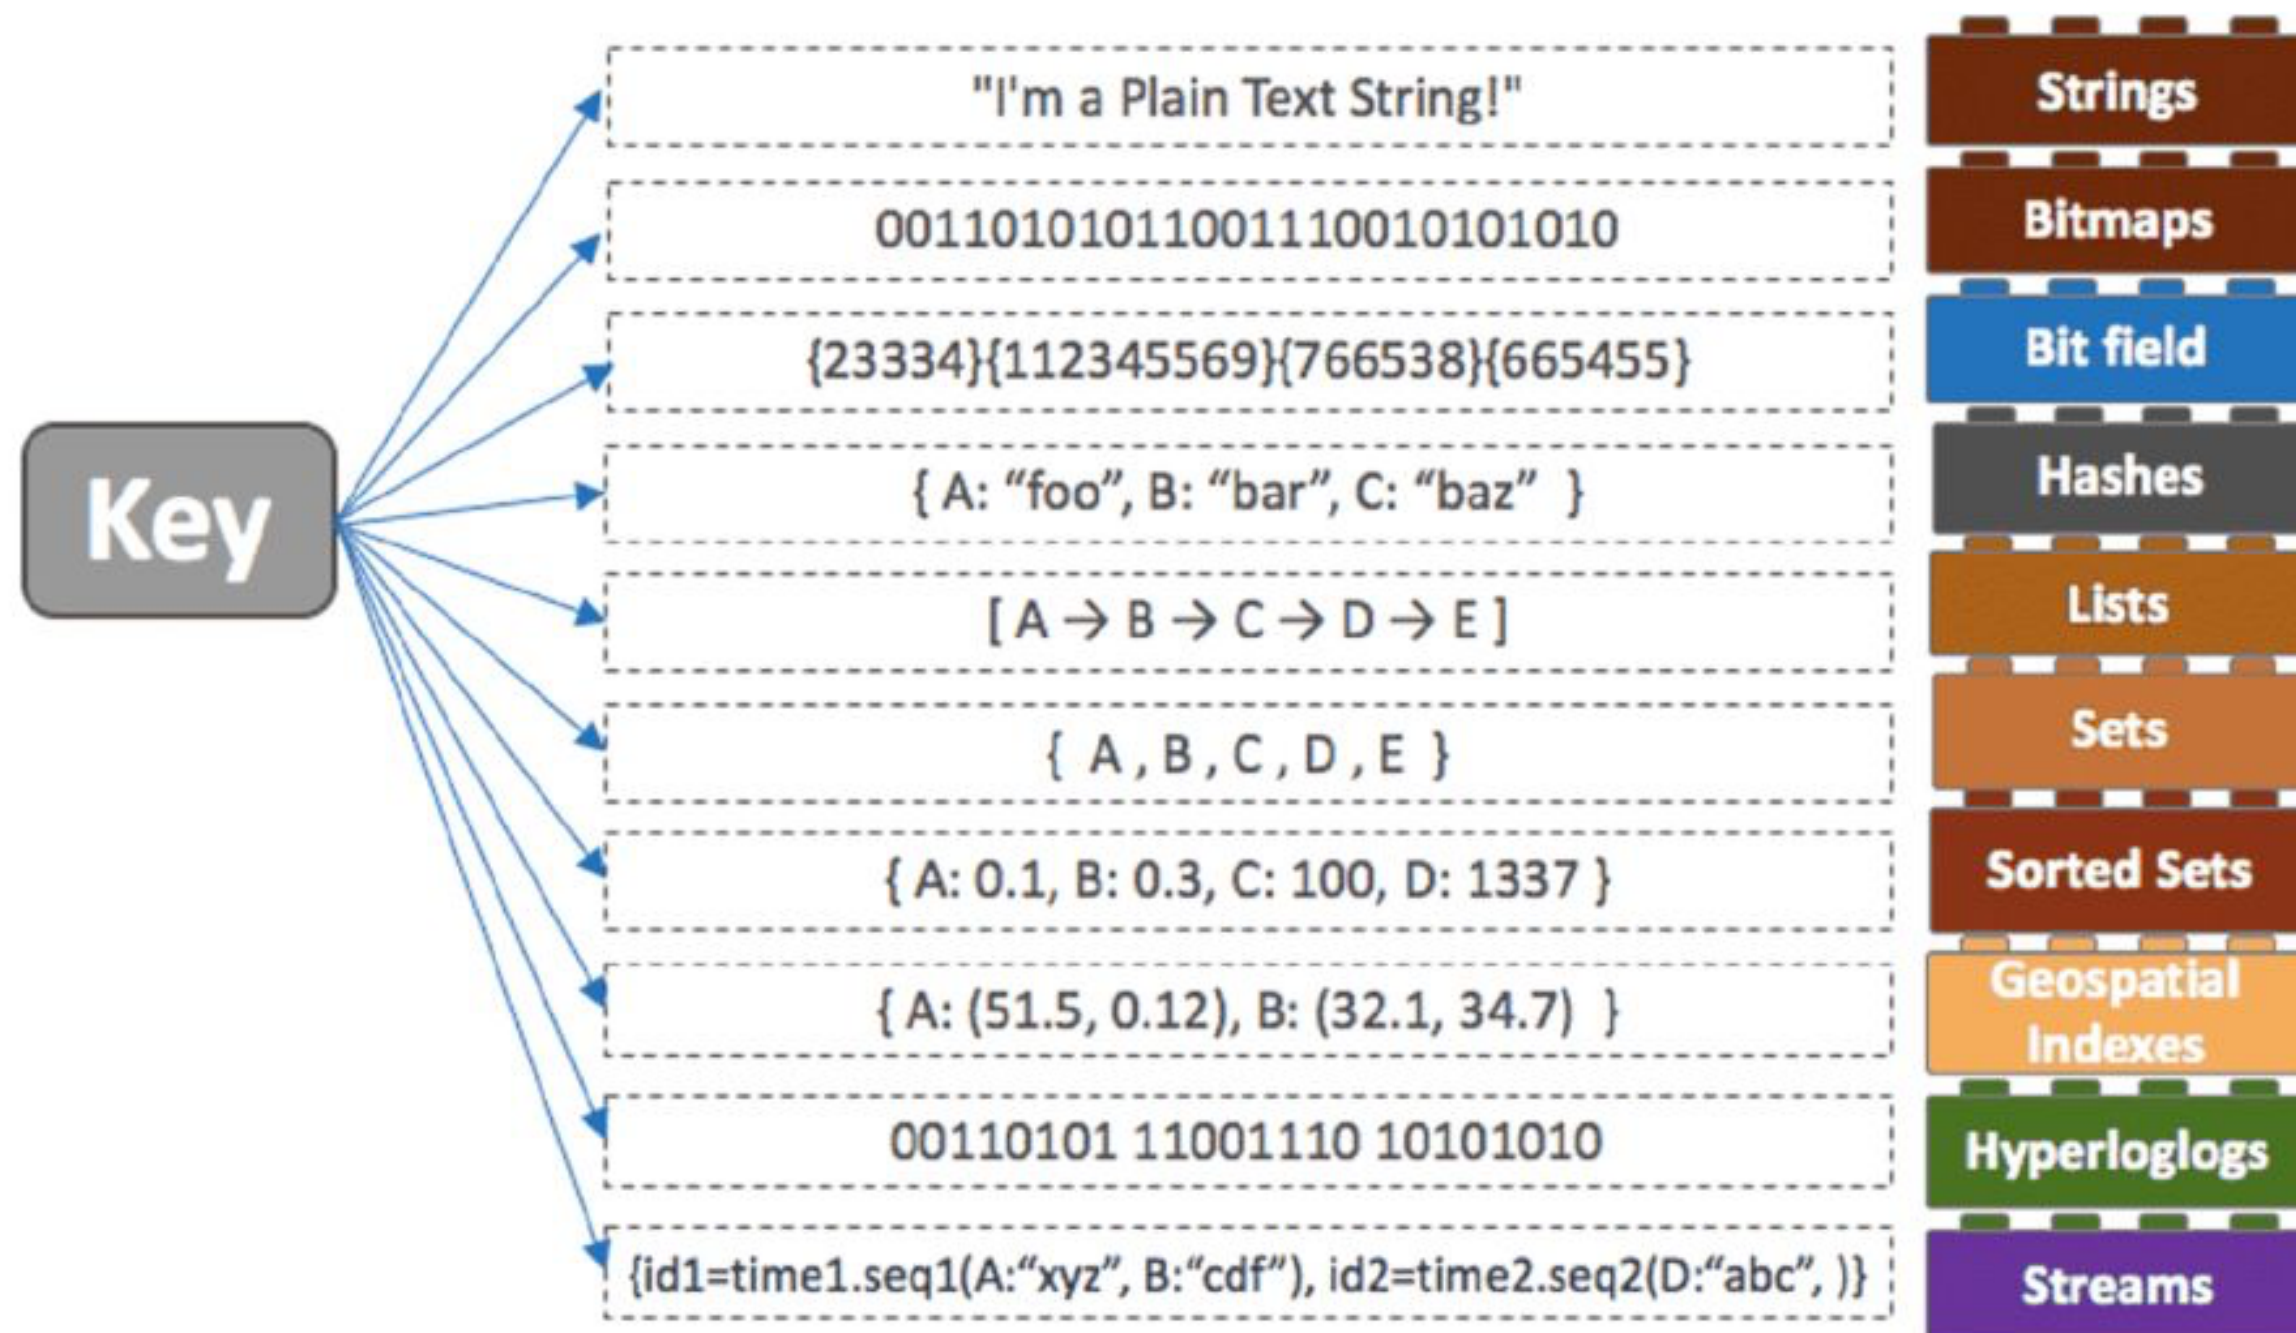 "I'm a Plain Text String!"
Strings
00110101011001110010101010
Bitmaps
{23334}{112345569}{766538}{665455}
Bit field
Key
{ A: “foo”, B: “bar”, C: “baz” }
Hashes
[ A → B → C → D → E ]
Lists
{ A , B , C , D , E }
Sets
{ A: 0.1, B: 0.3, C: 100, D: 1337 }
Sorted Sets
{ A: (51.5, 0.12), B: (32.1, 34.7) }
Geospatial
Indexes
00110101 11001110 10101010
Hyperloglogs
{id1=time1.seq1(A:“xyz”, B:“cdf”), id2=time2.seq2(D:“abc”, )}
Streams